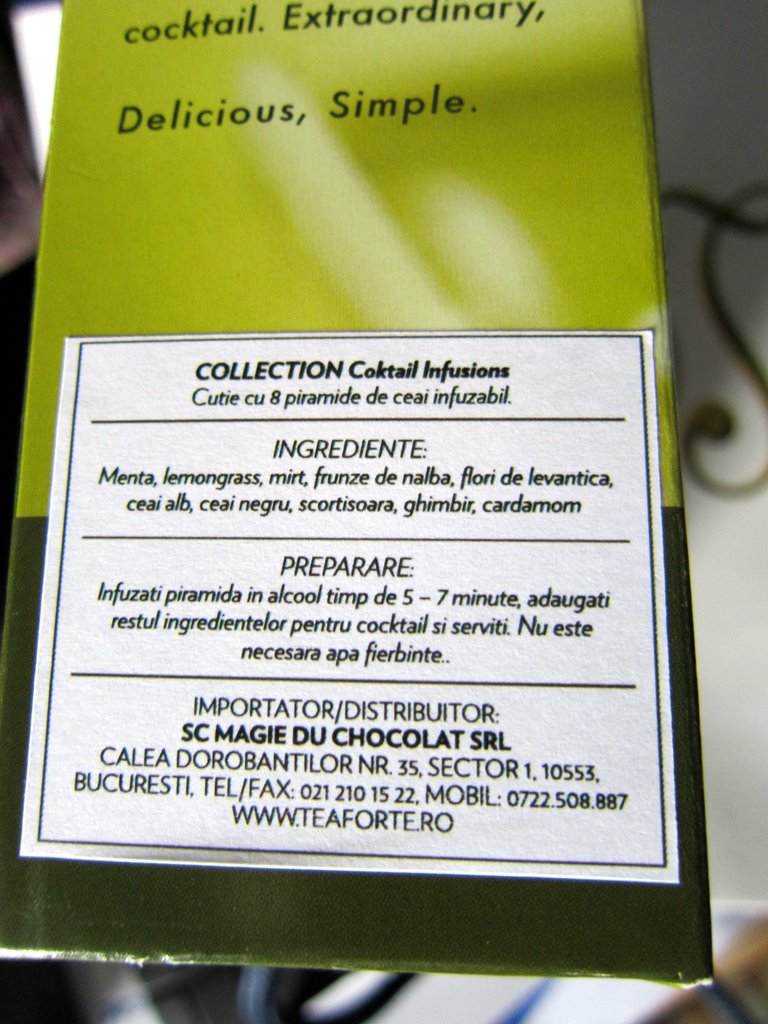 cocktail. Extraordinary,
Delicious, Simple.
COLLECTION Coktail Infusions
Cutie cu 8 piramide de ceai infuzabil.
INGREDIENTE:
Menta, lemongrass, mirt, frunze de nalba, flori de levantica,
ceai alb, ceai negru, scortisoara, ghimbir, cardamom
PREPARARE:
Infuzati piramida in alcool timp de 5 – 7 minute, adaugati
restul ingredientelor pentru cocktail si serviti. Nu este
necesara apa fierbinte..
IMPORTATOR/DISTRIBUITOR:
SC MAGIE DU CHOCOLAT SRL
CALEA DOROBANTILOR NR. 35, SECTOR 1, 10553,
BUCURESTI, TEL/FAX: 021 210 15 22, MOBIL: 0722.508.887
WWW.TEAFORTE.RO